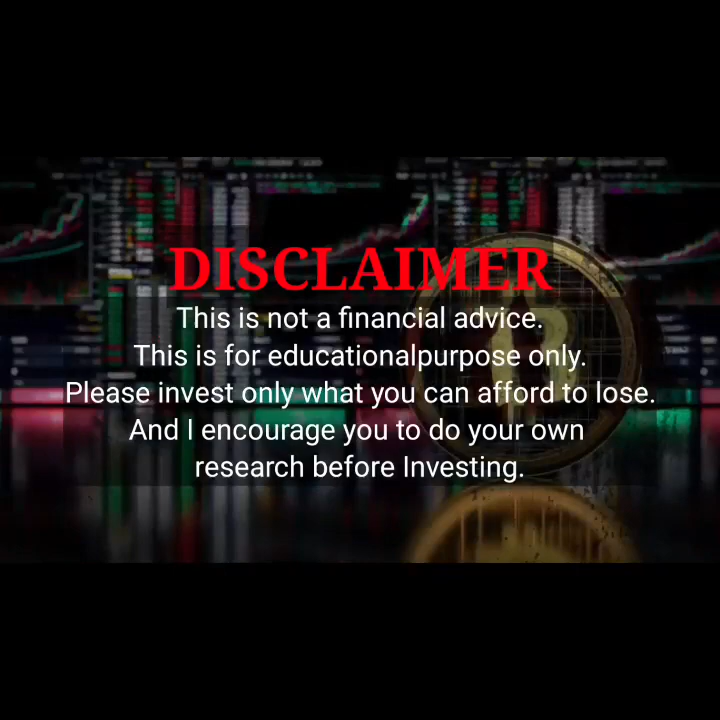 DISCLAIMER
This is not a financial advice.
This is for educationalpurpose only.
Please invest only what you can afford to lose.
And I encourage you to do your own
research before Investing.